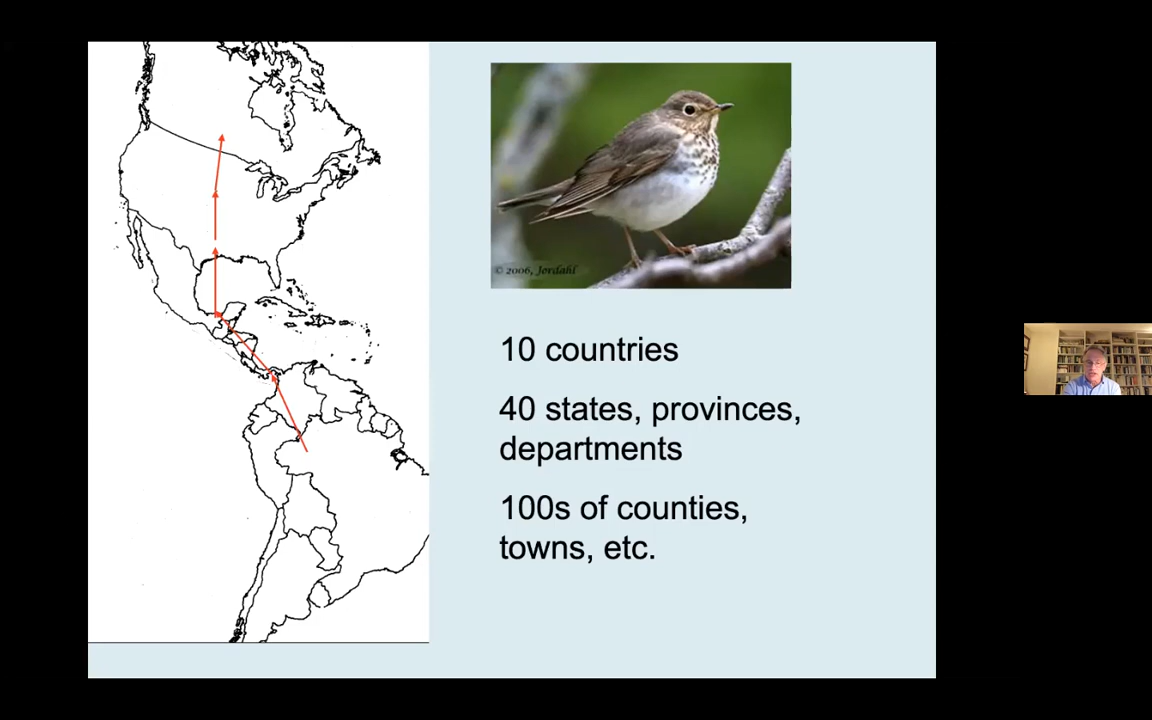 © 2006, Jordahl
10 countries
40 states, provinces,
departments
100s of counties,
towns, etc.